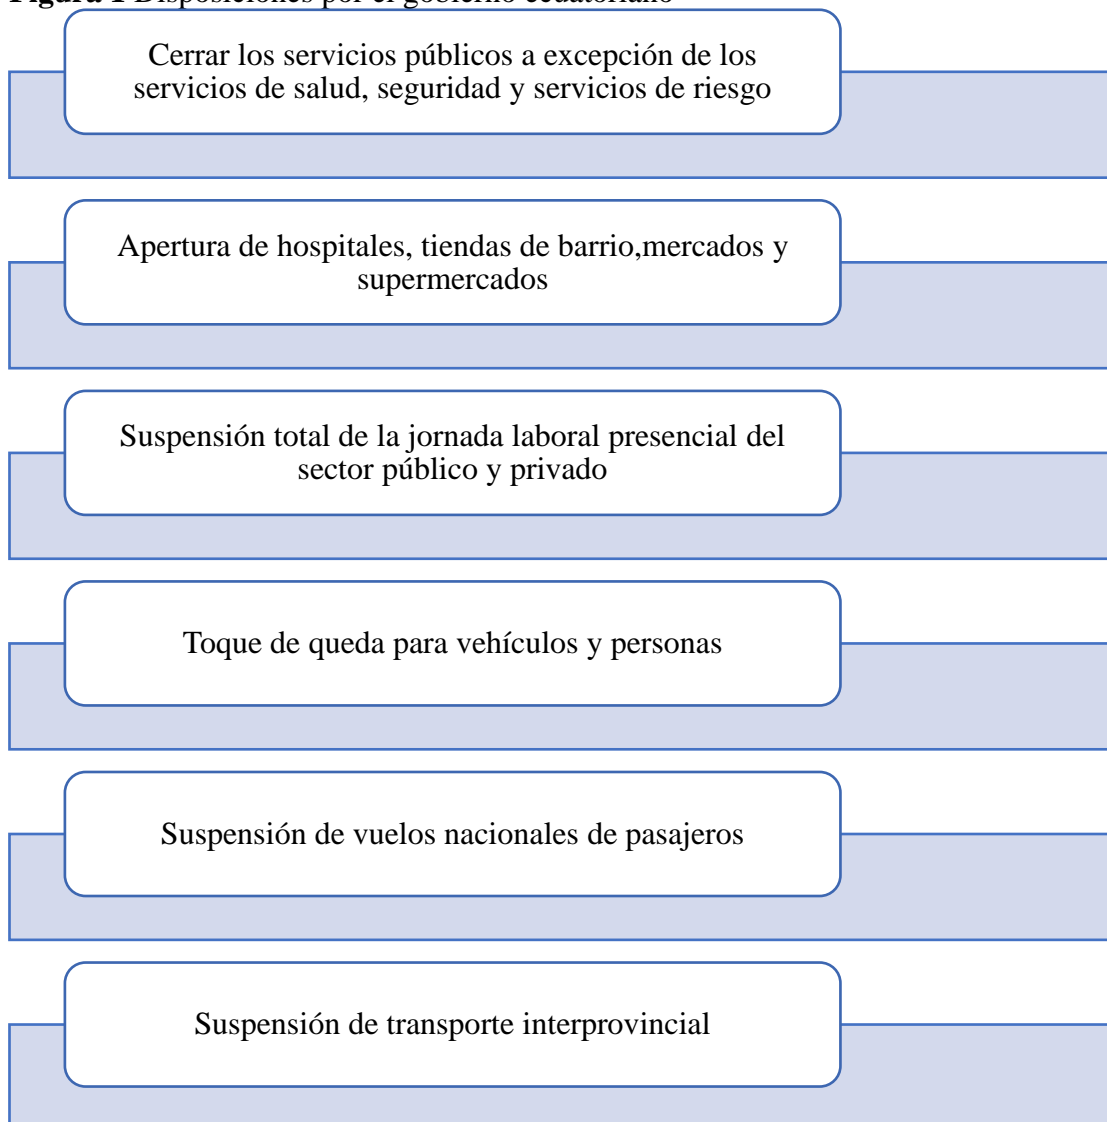 Figura 1 Disposiciones por el gobierno ecuatoriano
Cerrar los servicios públicos a excepción de los
servicios de salud, seguridad y servicios de riesgo
Apertura de hospitales, tiendas de barrio,mercados y
supermercados
Suspensión total de la jornada laboral presencial del
sector público y privado
Toque de queda para vehículos y personas
Suspensión de vuelos nacionales de pasajeros
Suspensión de transporte interprovincial